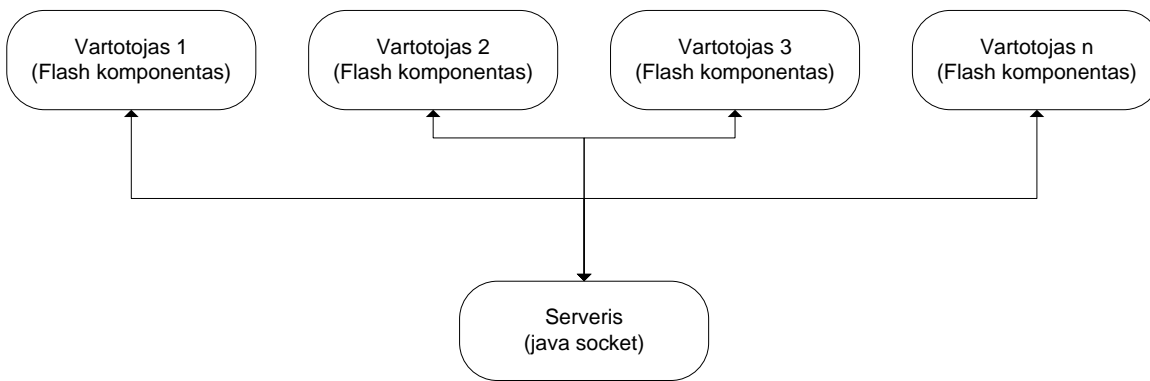 Vartotojas 1
(Flash komponentas)
Vartotojas 2
(Flash komponentas)
Vartotojas 3
(Flash komponentas)
Vartotojas n
(Flash komponentas)
Serveris
(java socket)